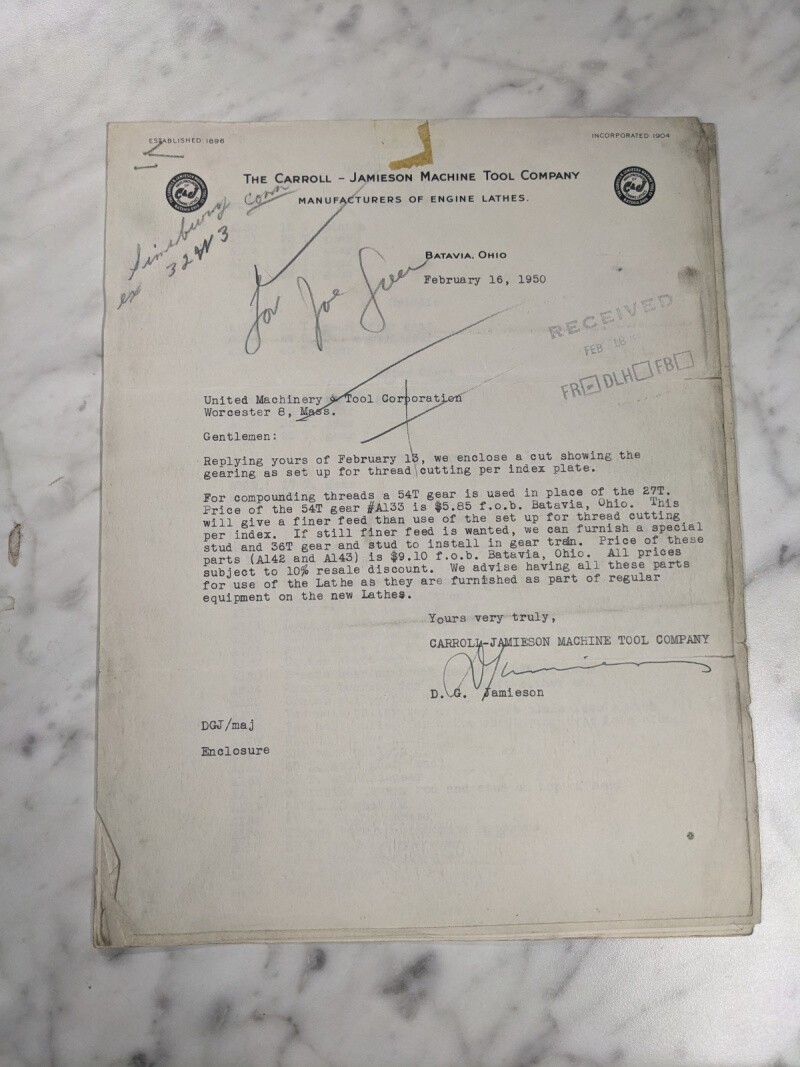 ESTABLISHED 1896
INCORPORATED 1904
THE CARROLL – JAMIESON MACHINE TOOL COMPANY
MANUFACTURERS OF ENGINE LATHES.
C&J
C&J
Simsbury Conn
ex 32W3
BATAVIA, OHIO
February 16, 1950
For Joe
RECEIVED
FEB 18
FR DLH FB
United Machinery & Tool Corporation
Worcester 8, Mass.
Gentlemen:
Replying yours of February 13, we enclose a cut showing the
gearing as set up for thread cutting per index plate.
For compounding threads a 54T gear is used in place of the 27T.
Price of the 54T gear #A133 is $5.85 f.o.b. Batavia, Ohio. This
will give a finer feed than use of the set up for thread cutting
per index. If still finer feed is wanted, we can furnish a special
stud and 36T gear and stud to install in gear train. Price of these
parts (A142 and A143) is $9.10 f.o.b. Batavia, Ohio. All prices
subject to 10% resale discount. We advise having all these parts
for use of the Lathe as they are furnished as part of regular
equipment on the new Lathes.
Yours very truly,
CARROLL-JAMIESON MACHINE TOOL COMPANY
D. G. Jamieson
DGJ/maj
Enclosure